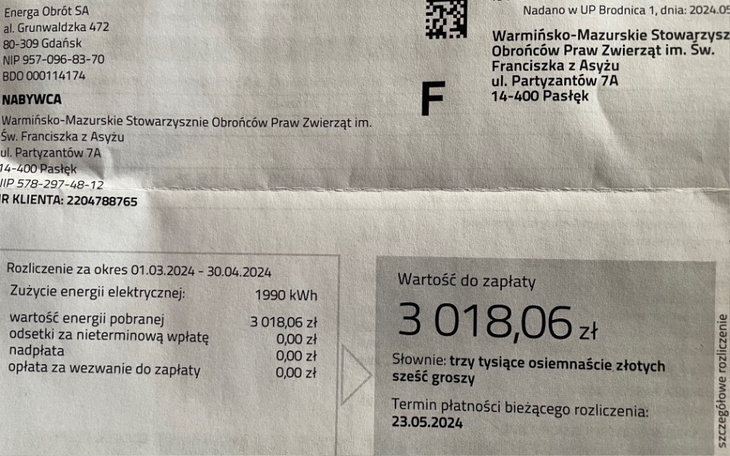 Energa Obrót SA
al. Grunwaldzka 472
80-309 Gdańsk
NIP 957-096-83-70
BDO 000114174
NABYWCA
Warmińsko-Mazurskie Stowarzysznie Obrońców Praw Zwierząt im.
Św. Franciszka z Asyżu
ul. Partyzantów 7A
14-400 Pasłęk
NIP 578-297-48-12
R KLIENTA: 2204788765
Nadano w UP Brodnica 1, dnia: 2024.05
F
Warmińsko-Mazurskie Stowarzysz
Obrońców Praw Zwierząt im. Św.
Franciszka z Asyżu
ul. Partyzantów 7A
14-400 Pasłęk
Rozliczenie za okres 01.03.2024 - 30.04.2024
Zużycie energii elektrycznej: 1990 kWh
wartość energii pobranej 3 018,06 zł
odsetki za nieterminową wpłatę 0,00 zł
nadpłata 0,00 zł
opłata za wezwanie do zapłaty 0,00 zł
Wartość do zapłaty
3 018,06 zł
Słownie: trzy tysiące osiemnaście złotych
sześć groszy
Termin płatności bieżącego rozliczenia:
23.05.2024
szczegółowe rozliczenie